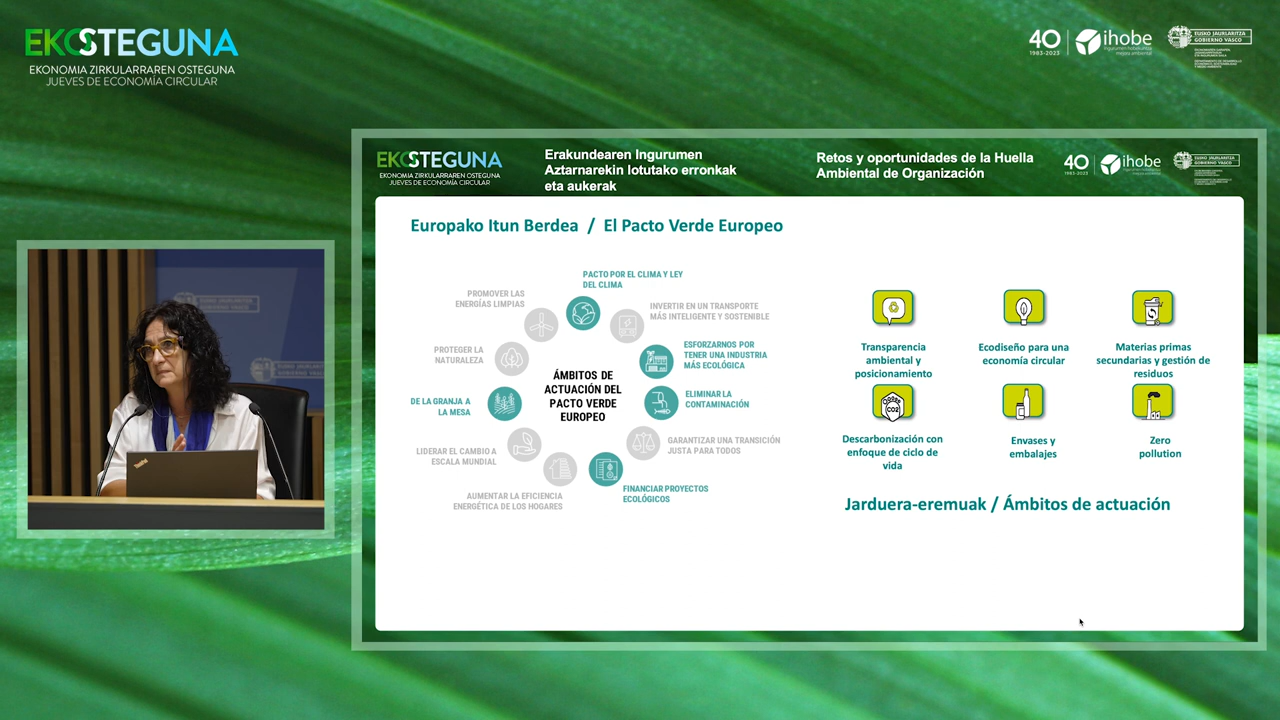 EKOSTEGUNA
EKONOMIA ZIRKULARRAREN OSTEGUNA
JUEVES DE ECONOMÍA CIRCULAR
40
1983-2023
ihobe
EUSKO JAURLARITZA
GOBIERNO VASCO
EKOSTEGUNA
EKONOMIA ZIRKULARRAREN OSTEGUNA
JUEVES DE ECONOMÍA CIRCULAR
Erakundearen Ingurumen
Aztarnarekin lotutako erronkak
eta aukerak
Retos y oportunidades de la Huella
Ambiental de Organización
40
1983-2023
ihobe
EUSKO JAURLARITZA
GOBIERNO VASCO
Europako Itun Berdea / El Pacto Verde Europeo
PACTO POR EL CLIMA Y LEY
DEL CLIMA
PROMOVER LAS
ENERGÍAS LIMPIAS
INVERTIR EN UN TRANSPORTE
MÁS INTELIGENTE Y SOSTENIBLE
PROTEGER LA
NATURALEZA
ESFORZARNOS POR
TENER UNA INDUSTRIA
MÁS ECOLÓGICA
ÁMBITOS DE
ACTUACIÓN DEL
PACTO VERDE
EUROPEO
DE LA GRANJA A
LA MESA
ELIMINAR LA
CONTAMINACIÓN
LIDERAR EL CAMBIO A
ESCALA MUNDIAL
GARANTIZAR UNA TRANSICIÓN
JUSTA PARA TODOS
AUMENTAR LA EFICIENCIA
ENERGÉTICA DE LOS HOGARES
FINANCIAR PROYECTOS
ECOLÓGICOS
Transparencia
ambiental y
posicionamiento
Ecodiseño para una
economía circular
Materias primas
secundarias y gestión de
residuos
CO2
Descarbonización con
enfoque de ciclo de
vida
Envases y
embalajes
Zero
pollution
Jarduera-eremuak / Ámbitos de actuación
EUSKO JAURLARITZA
ThinkPad